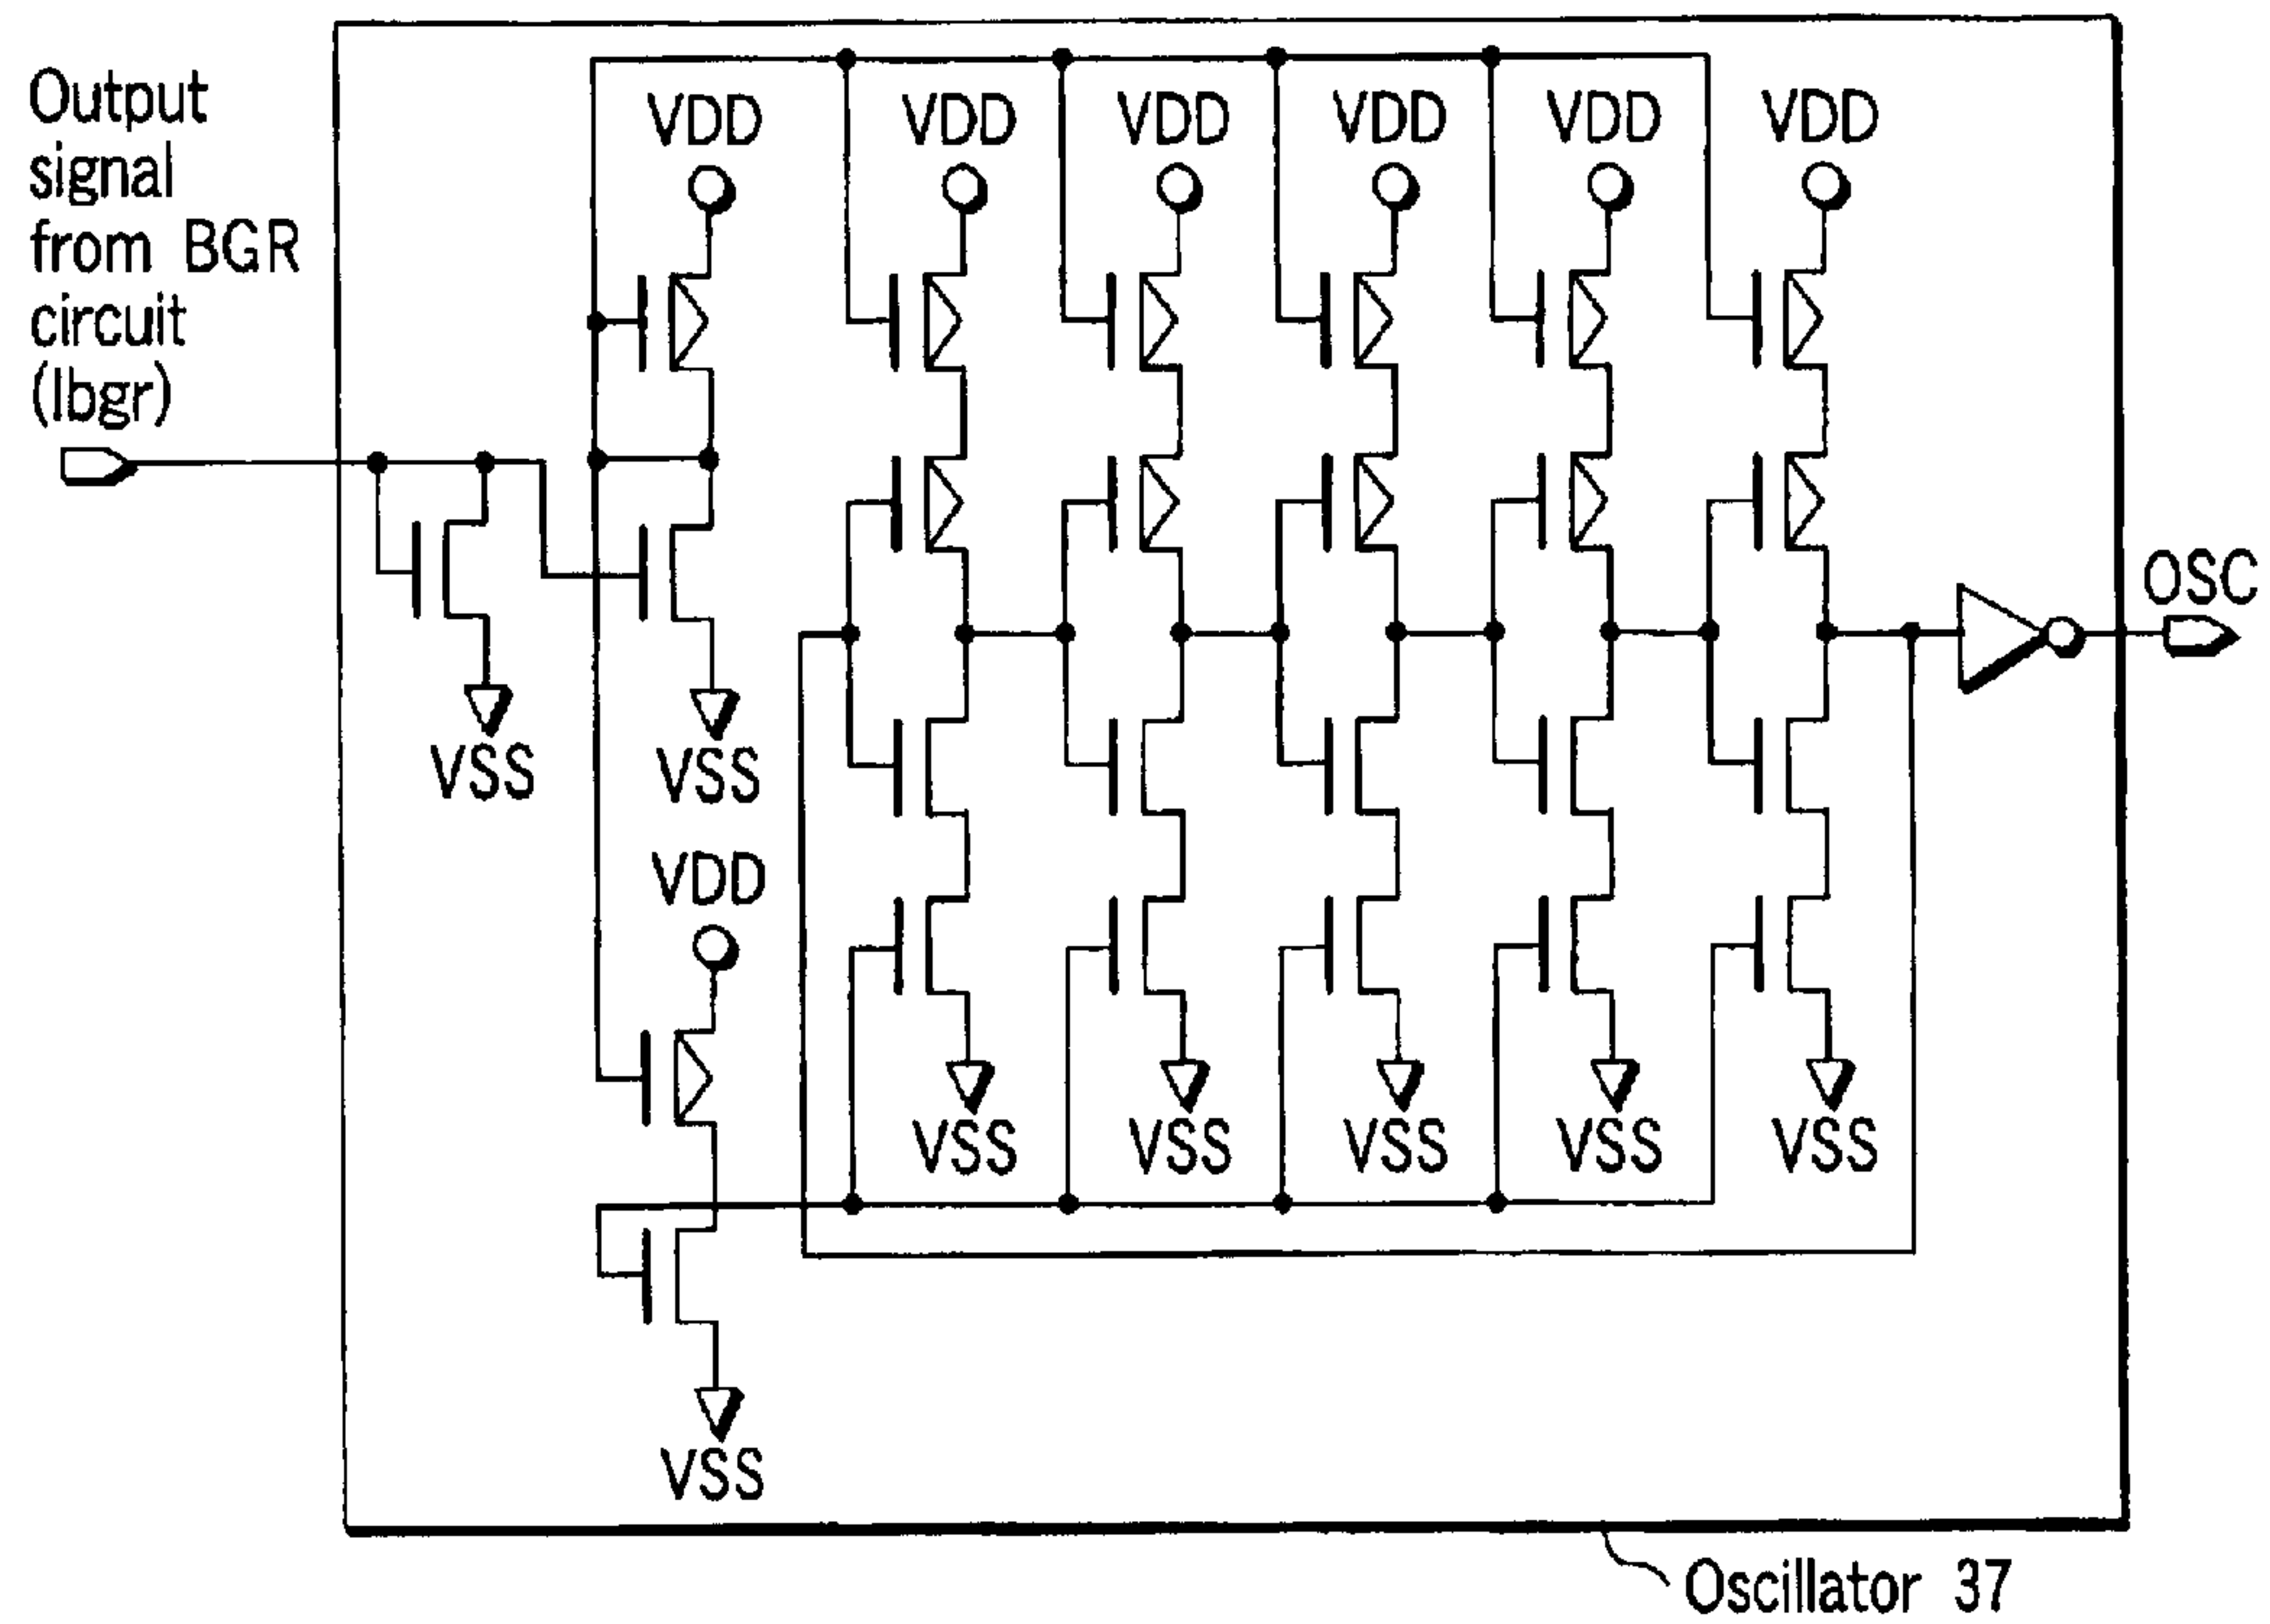 Output
signal
from BGR
circuit
(Ibgr)
VDD
VDD
VDD
VDD
VDD
VDD
OSC
VSS
VSS
VDD
VSS
VSS
VSS
VSS
VSS
VSS
Oscillator 37